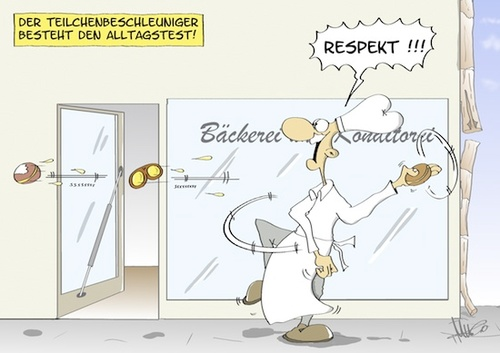 DER TEILCHENBESCHLEUNIGER
BESTEHT DEN ALLTAGSTEST!
RESPEKT !!!
Bäckerei Konditorei